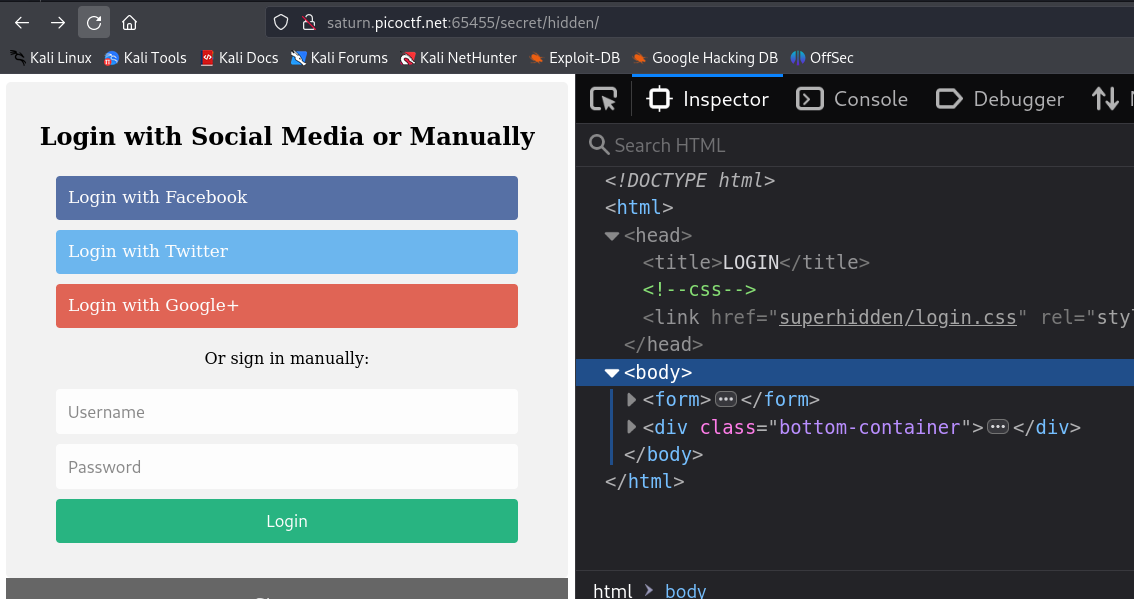 saturn.picoctf.net:65455/secret/hidden/
Kali Linux Kali Tools Kali Docs Kali Forums Kali NetHunter Exploit-DB Google Hacking DB OffSec
Login with Social Media or Manually
Login with Facebook
Login with Twitter
Login with Google+
Or sign in manually:
Username
Password
Login
Inspector Console Debugger
Search HTML
<!DOCTYPE html>
<html>
<head>
<title>LOGIN</title>
<!--css-->
<link href="superhidden/login.css" rel="sty
</head>
<body>
<form>···</form>
<div class="bottom-container">···</div>
</body>
</html>
html > body